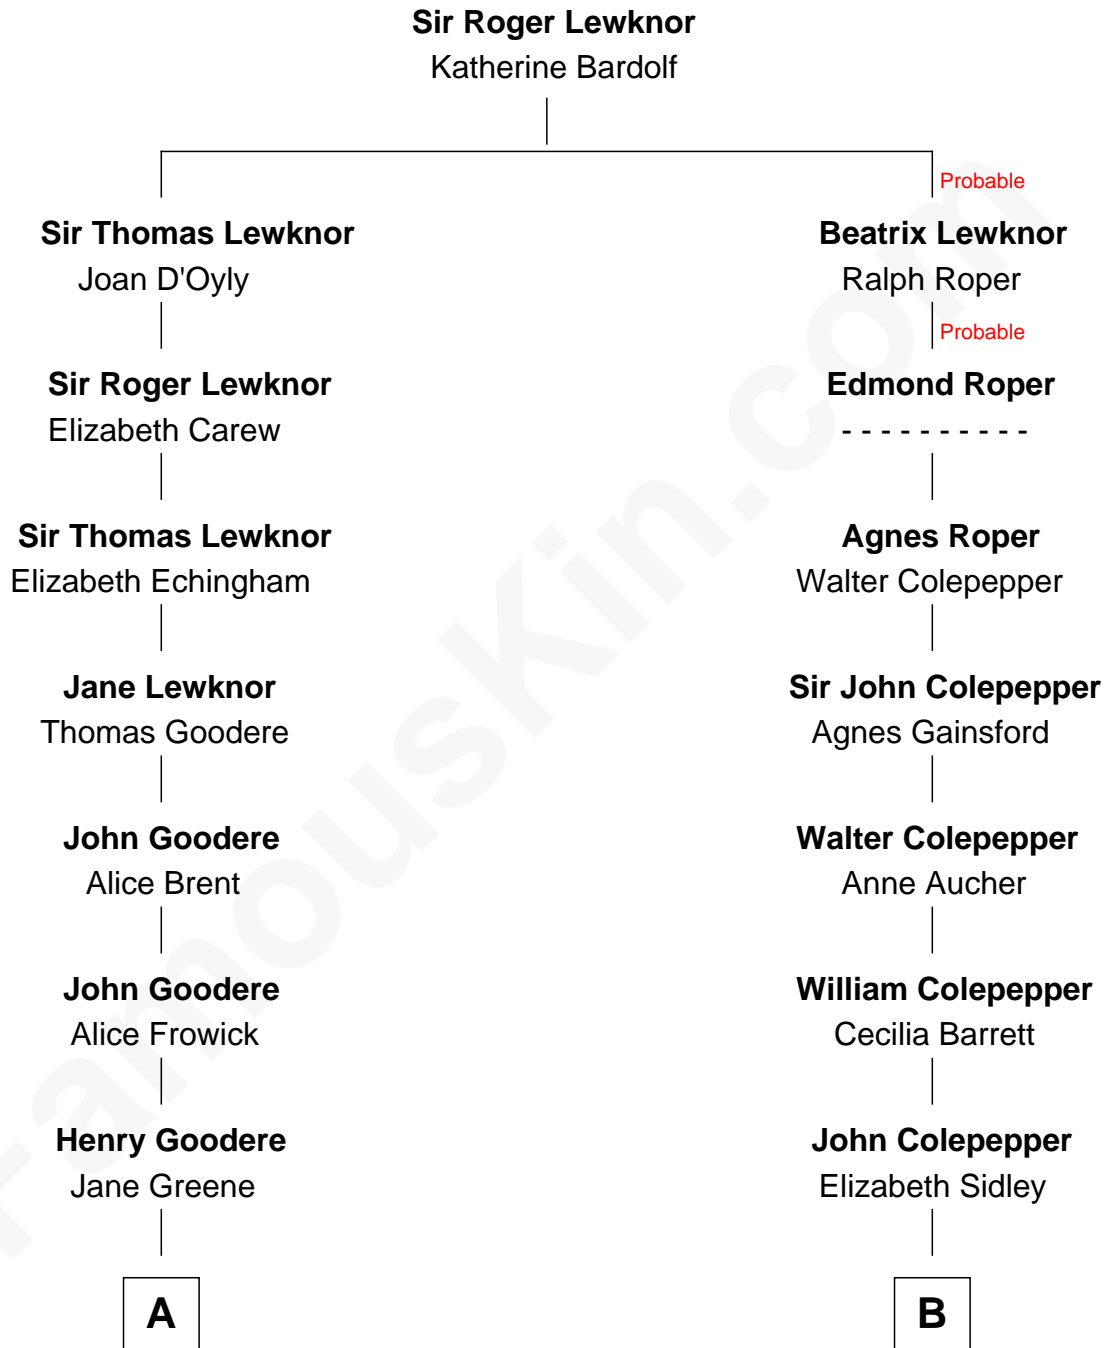 Sir Roger Lewknor
Katherine Bardolf
Probable
Sir Thomas Lewknor
Joan D'Oyly
Beatrix Lewknor
Ralph Roper
Probable
Sir Roger Lewknor
Elizabeth Carew
Edmond Roper
- - - - - - - - - -
Sir Thomas Lewknor
Elizabeth Echingham
Agnes Roper
Walter Colepepper
Jane Lewknor
Thomas Goodere
Sir John Colepepper
Agnes Gainsford
John Goodere
Alice Brent
Walter Colepepper
Anne Aucher
John Goodere
Alice Frowick
William Colepepper
Cecilia Barrett
Henry Goodere
Jane Greene
John Colepepper
Elizabeth Sidley
A
B
FamousKin.com